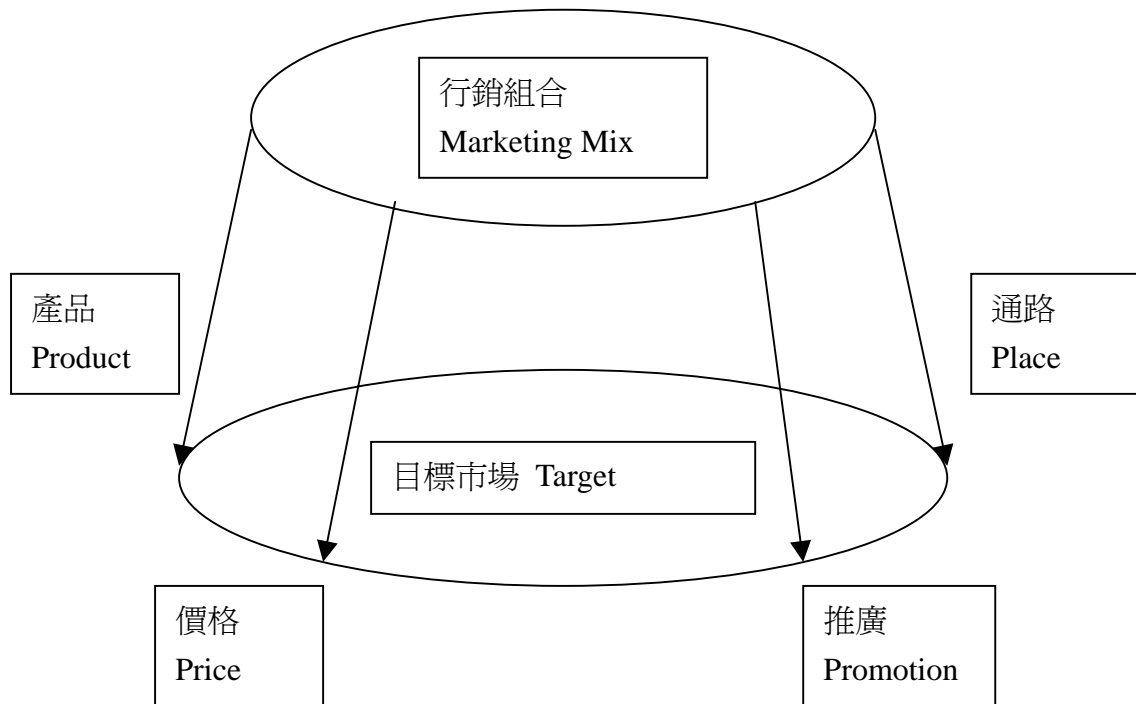 行銷組合
Marketing Mix
產品
Product
通路
Place
目標市場 Target
價格
Price
推廣
Promotion